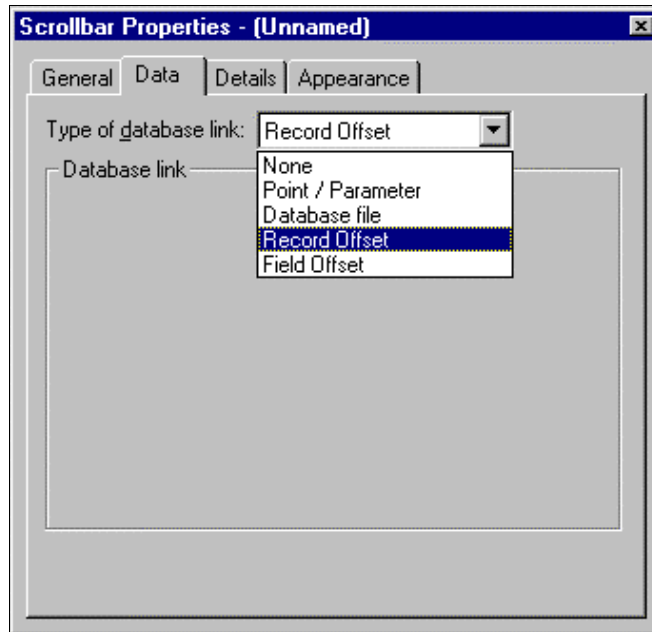 Scrollbar Properties - (Unnamed)
General Data Details Appearance
Type of database link: Record Offset
Database link
None
Point / Parameter
Database file
Record Offset
Field Offset